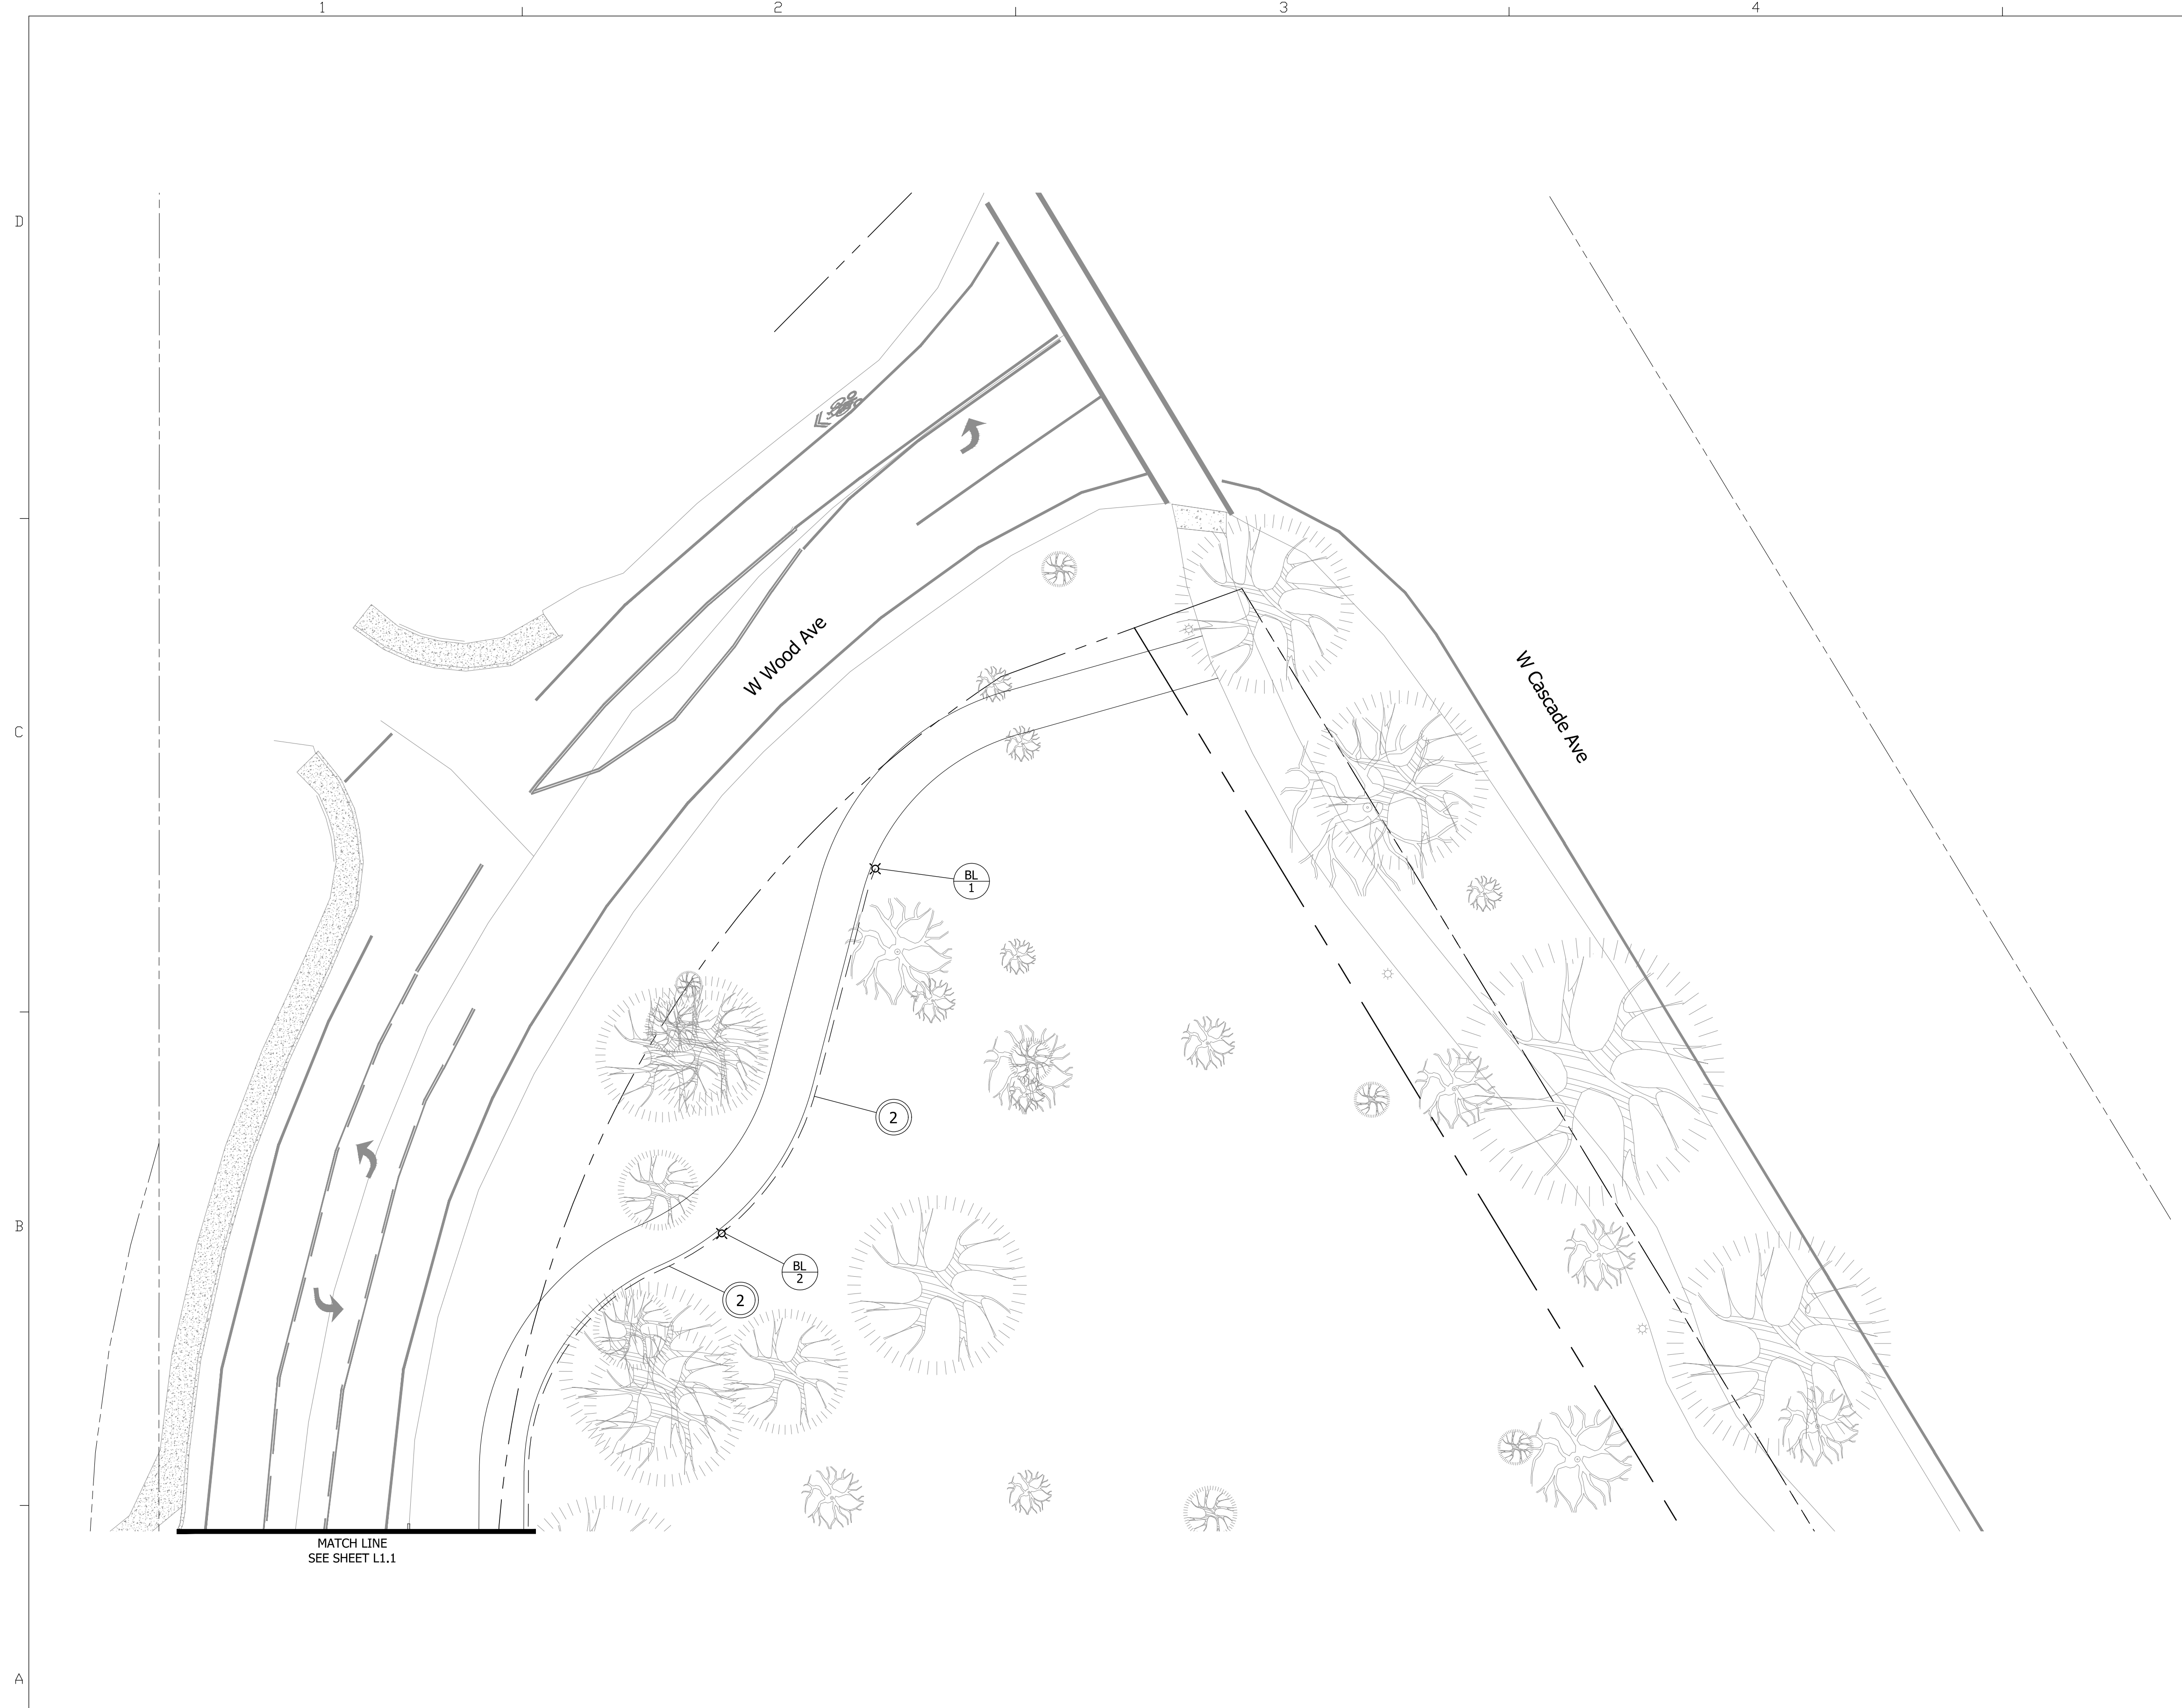 1 2 3 4
D
W Wood Ave
W Cascade Ave
C
BL
1
2
B
BL
2
2
MATCH LINE
SEE SHEET L1.1
A